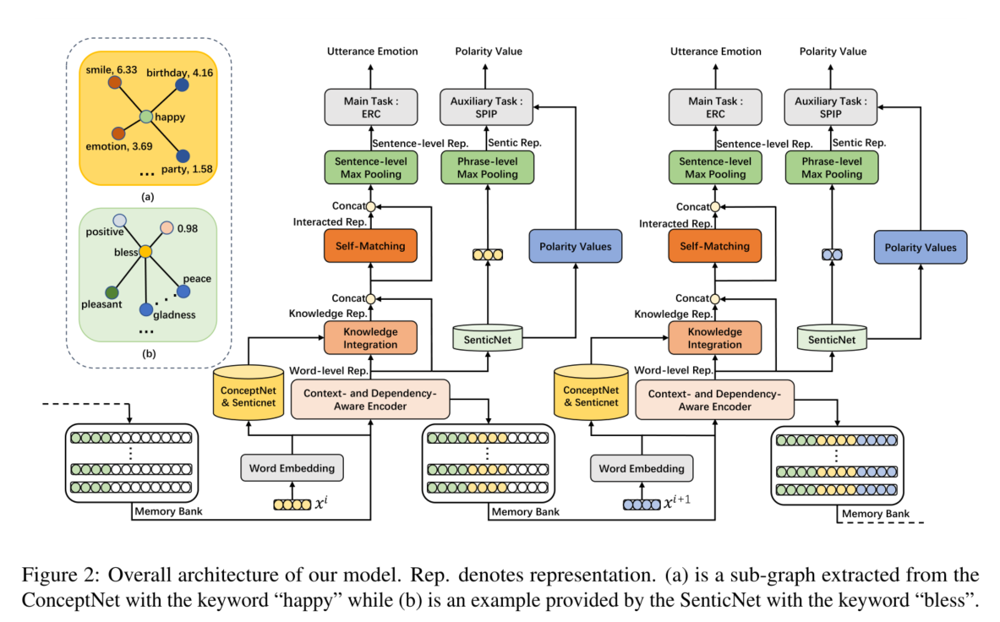 smile, 6.33
birthday, 4.16
happy
emotion, 3.69
party, 1.58
...
(a)
positive
0.98
bless
peace
pleasant
gladness
...
(b)
Utterance Emotion
Polarity Value
Main Task :
ERC
Auxiliary Task :
SPIP
Sentence-level Rep.
Sentic Rep.
Sentence-level
Max Pooling
Phrase-level
Max Pooling
Concat
Interacted Rep.
Self-Matching
Polarity Values
Concat
Knowledge Rep.
Knowledge
Integration
SenticNet
Word-level Rep.
ConceptNet
& Senticnet
Context- and Dependency-
Aware Encoder
Word Embedding
x^i
Memory Bank
Utterance Emotion
Polarity Value
Main Task :
ERC
Auxiliary Task :
SPIP
Sentence-level Rep.
Sentic Rep.
Sentence-level
Max Pooling
Phrase-level
Max Pooling
Concat
Interacted Rep.
Self-Matching
Polarity Values
Concat
Knowledge Rep.
Knowledge
Integration
SenticNet
Word-level Rep.
ConceptNet
& Senticnet
Context- and Dependency-
Aware Encoder
Word Embedding
x^{i+1}
Memory Bank
Memory Bank
Figure 2: Overall architecture of our model. Rep. denotes representation. (a) is a sub-graph extracted from the
ConceptNet with the keyword “happy” while (b) is an example provided by the SenticNet with the keyword “bless”.